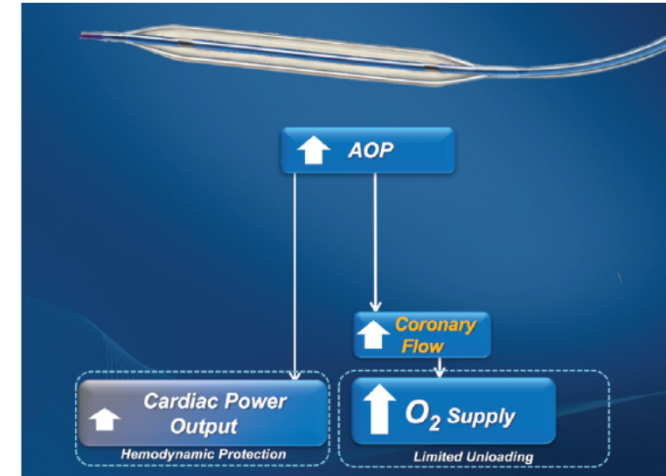 AOP
Coronary
Flow
Cardiac Power
Output
O₂ Supply
Hemodynamic Protection
Limited Unloading